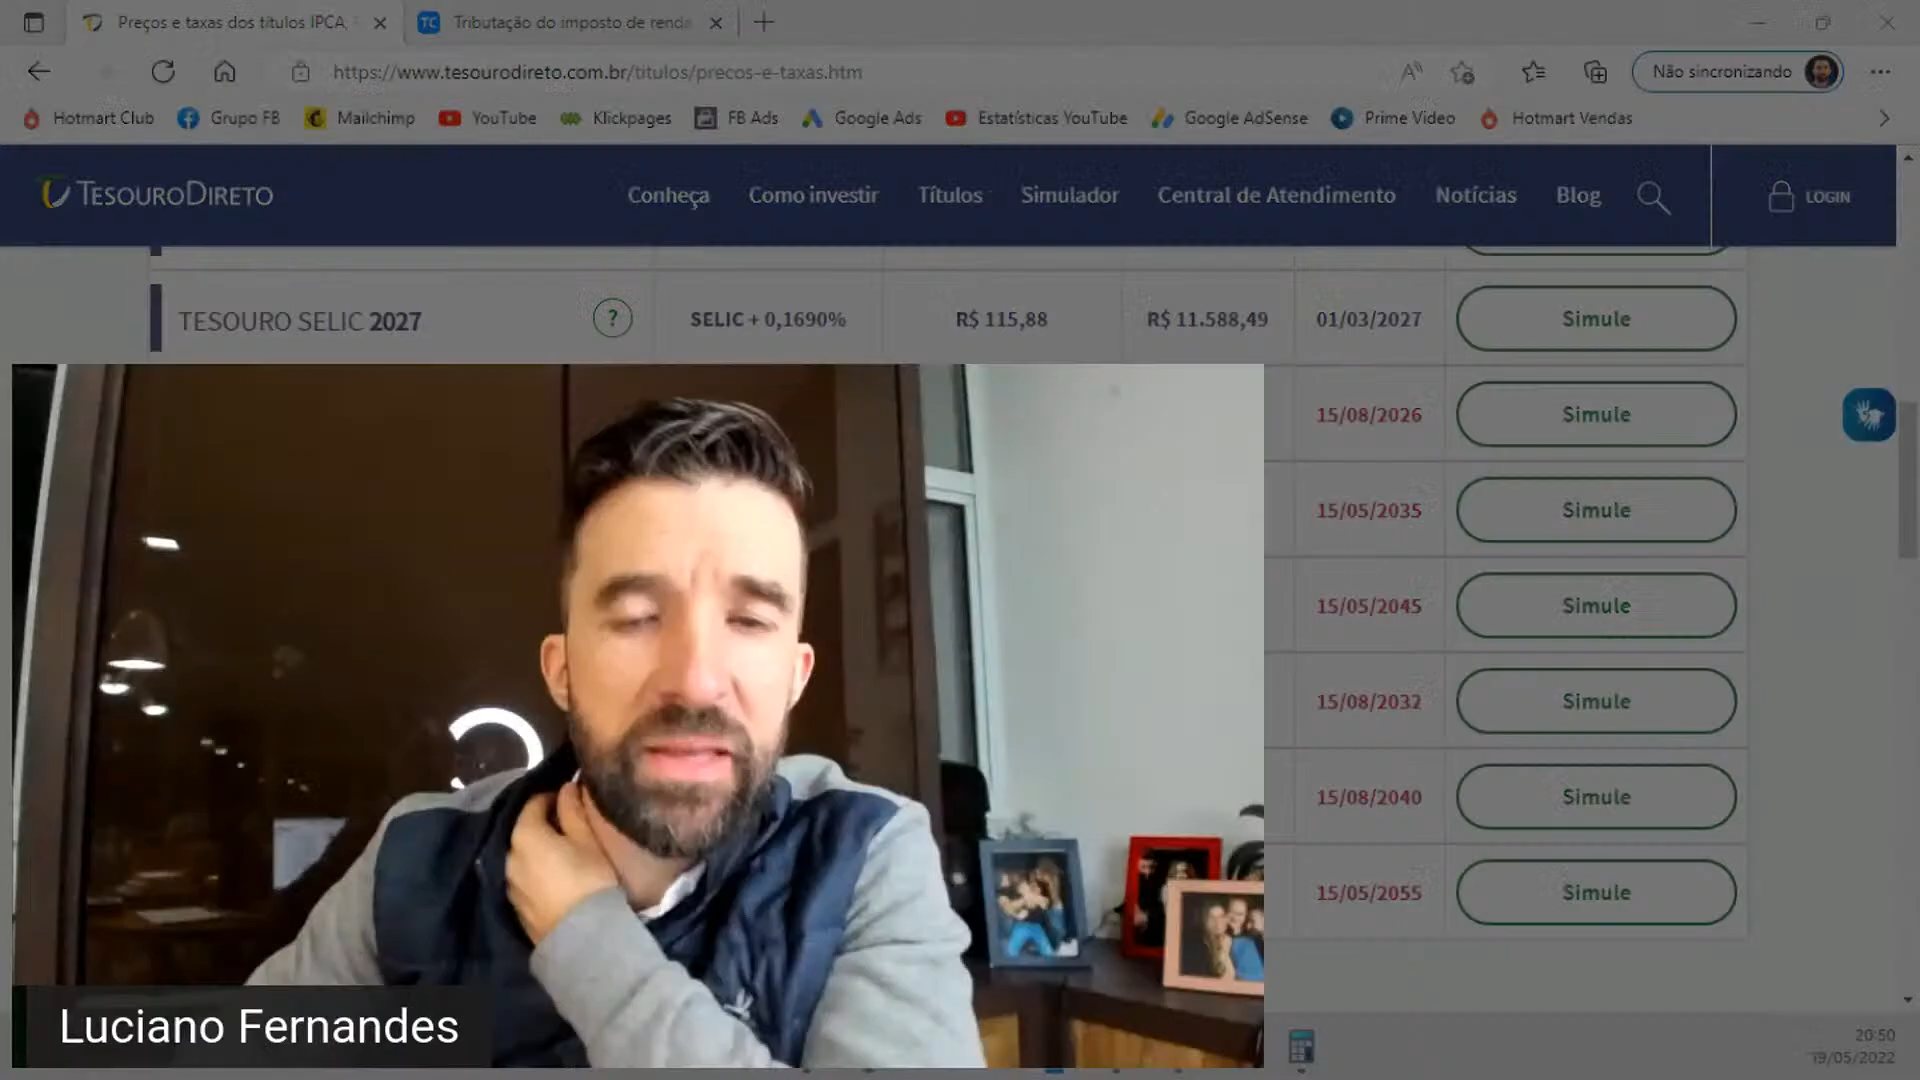 Preços e taxas dos títulos IPCA,
TC Tributação do imposto de renda
https://www.tesourodireto.com.br/titulos/precos-e-taxas.htm
Não sincronizando
Hotmart Club Grupo FB Mailchimp YouTube Klickpages FB Ads Google Ads Estatísticas YouTube Google AdSense Prime Video Hotmart Vendas
TESOURODIRETO Conheça Como investir Títulos Simulador Central de Atendimento Notícias Blog LOGIN
TESOURO SELIC 2027 ? SELIC + 0,1690% R$ 115,88 R$ 11.588,49 01/03/2027 Simule
15/08/2026 Simule
15/05/2035 Simule
15/05/2045 Simule
15/08/2032 Simule
15/08/2040 Simule
15/05/2055 Simule
Luciano Fernandes
20:50
19/05/2022